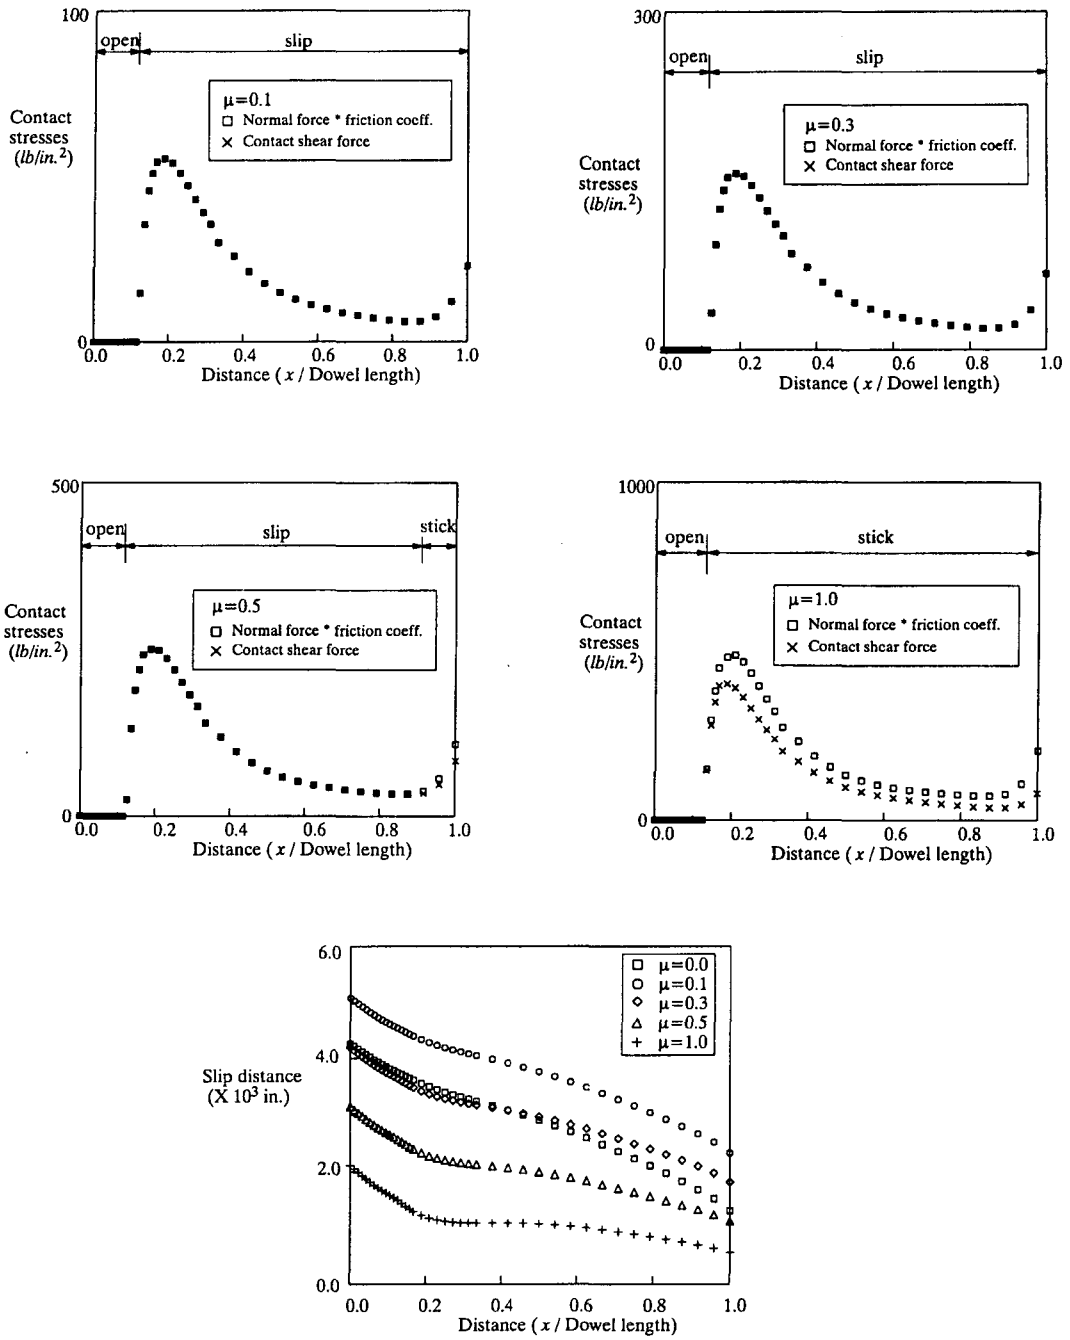 100
open
slip
μ=0.1
□ Normal force * friction coeff.
× Contact shear force
Contact
stresses
(lb/in.²)
0
0.0 0.2 0.4 0.6 0.8 1.0
Distance (x / Dowel length)
300
open
slip
μ=0.3
□ Normal force * friction coeff.
× Contact shear force
Contact
stresses
(lb/in.²)
0
0.0 0.2 0.4 0.6 0.8 1.0
Distance (x / Dowel length)
500
open
slip
stick
μ=0.5
□ Normal force * friction coeff.
× Contact shear force
Contact
stresses
(lb/in.²)
0
0.0 0.2 0.4 0.6 0.8 1.0
Distance (x / Dowel length)
1000
open
stick
μ=1.0
□ Normal force * friction coeff.
× Contact shear force
Contact
stresses
(lb/in.²)
0
0.0 0.2 0.4 0.6 0.8 1.0
Distance (x / Dowel length)
6.0
4.0
2.0
0.0
Slip distance
(X 10³ in.)
□ μ=0.0
○ μ=0.1
◇ μ=0.3
△ μ=0.5
+ μ=1.0
0.0 0.2 0.4 0.6 0.8 1.0
Distance (x / Dowel length)